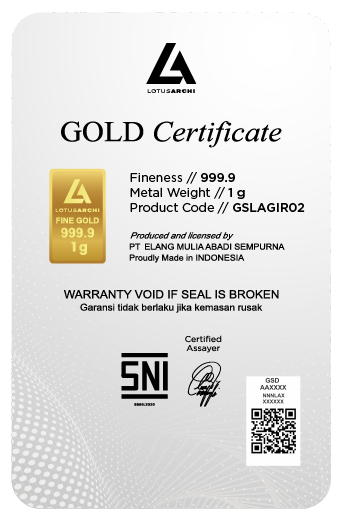 LOTUSARCHI
GOLD Certificate
LOTUSARCHI
FINE GOLD
999.9
1g
Fineness // 999.9
Metal Weight // 1 g
Product Code // GSLAGIR02
Produced and licensed by
PT ELANG MULIA ABADI SEMPURNA
Proudly Made in INDONESIA
WARRANTY VOID IF SEAL IS BROKEN
Garansi tidak berlaku jika kemasan rusak
Certified
Assayer
SNI
GSD
AAXXXX
NNNLAX
XXXXXX